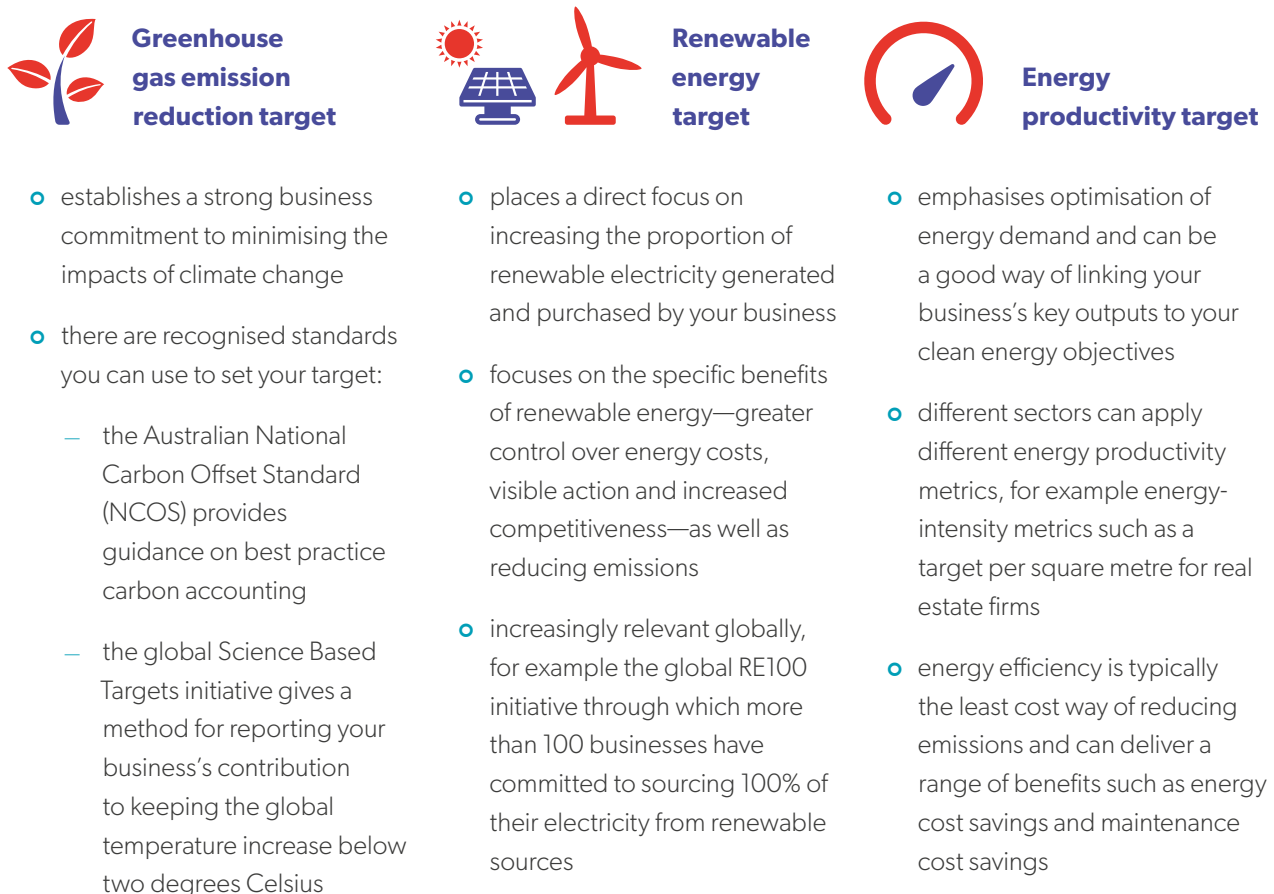 Greenhouse
gas emission
reduction target
establishes a strong business
commitment to minimising the
impacts of climate change
there are recognised standards
you can use to set your target:
— the Australian National
Carbon Offset Standard
(NCOS) provides
guidance on best practice
carbon accounting
— the global Science Based
Targets initiative gives a
method for reporting your
business’s contribution
to keeping the global
temperature increase below
two degrees Celsius
Renewable
energy
target
places a direct focus on
increasing the proportion of
renewable electricity generated
and purchased by your business
focuses on the specific benefits
of renewable energy—greater
control over energy costs,
visible action and increased
competitiveness—as well as
reducing emissions
increasingly relevant globally,
for example the global RE100
initiative through which more
than 100 businesses have
committed to sourcing 100% of
their electricity from renewable
sources
Energy
productivity target
emphasises optimisation of
energy demand and can be
a good way of linking your
business’s key outputs to your
clean energy objectives
different sectors can apply
different energy productivity
metrics, for example energy-
intensity metrics such as a
target per square metre for real
estate firms
energy efficiency is typically
the least cost way of reducing
emissions and can deliver a
range of benefits such as energy
cost savings and maintenance
cost savings